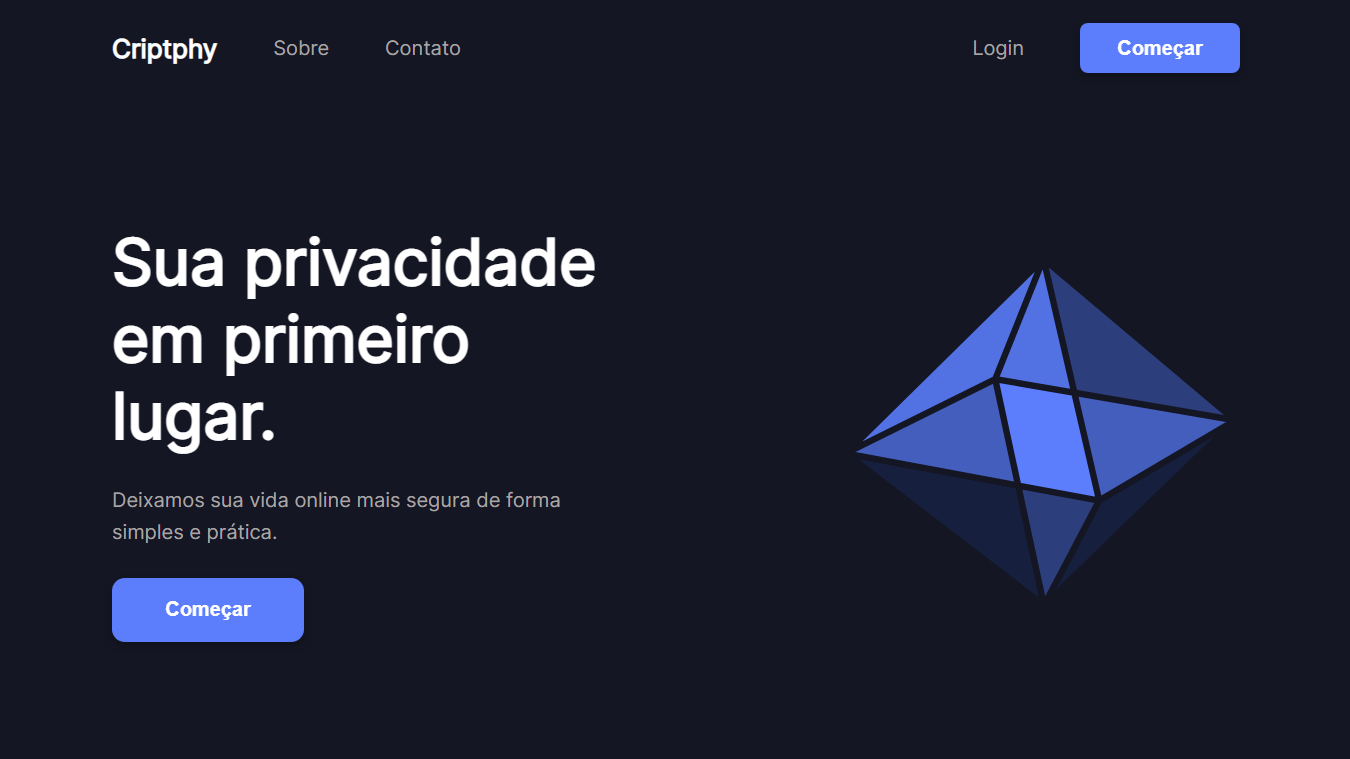 Criptphy
Sobre
Contato
Login
Começar
Sua privacidade
em primeiro
lugar.
Deixamos sua vida online mais segura de forma
simples e prática.
Começar